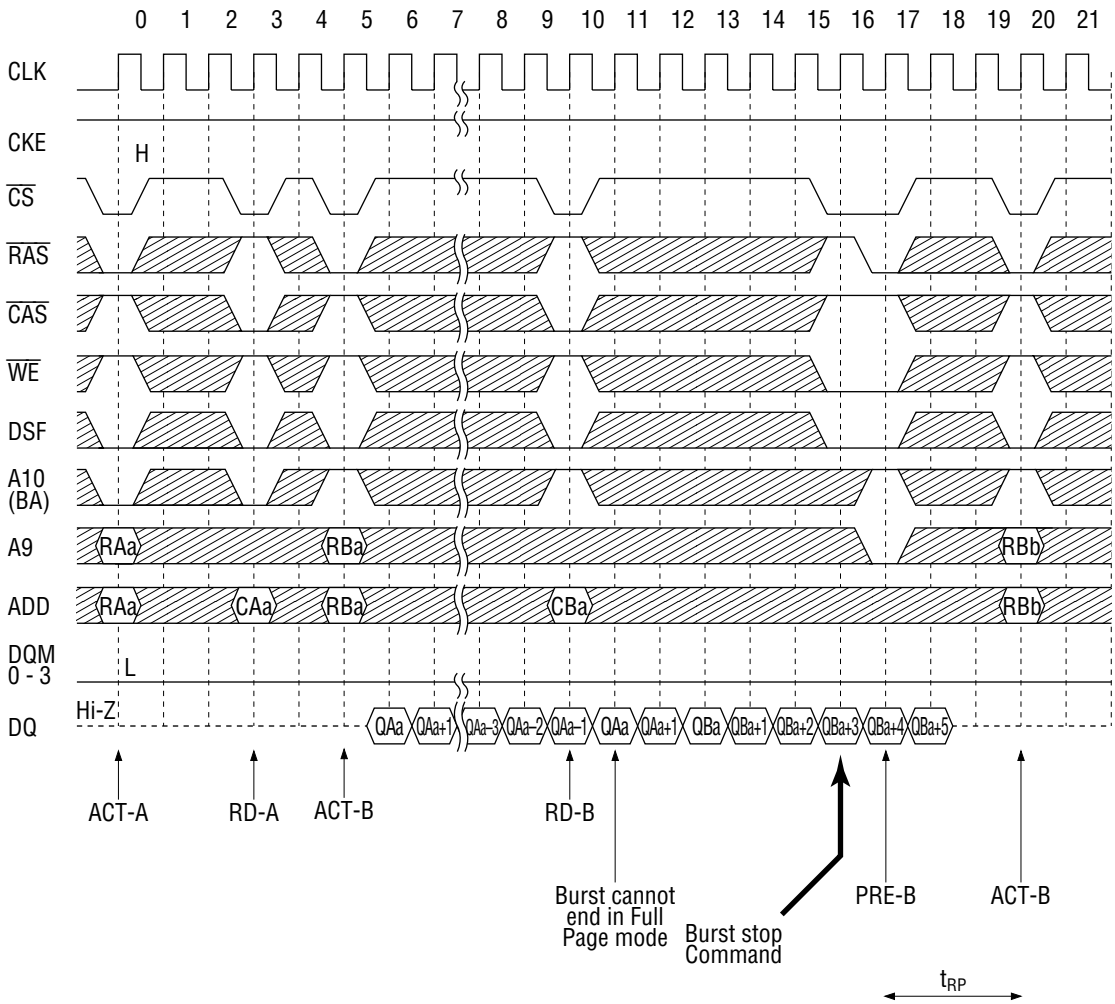 0 1 2 3 4 5 6 7 8 9 10 11 12 13 14 15 16 17 18 19 20 21
CLK
CKE
H
CS
RAS
CAS
WE
DSF
A10
(BA)
A9 RAa RBa RBb
ADD RAa CAa RBa CBa RBb
DQM
0 - 3
L
Hi-Z
DQ QAa QAa+1 QAa–3 QAa–2 QAa–1 QAa QAa+1 QBa QBa+1 QBa+2 QBa+3 QBa+4 QBa+5
ACT-A RD-A ACT-B RD-B PRE-B ACT-B
Burst cannot
end in Full
Page mode
Burst stop
Command
tRP